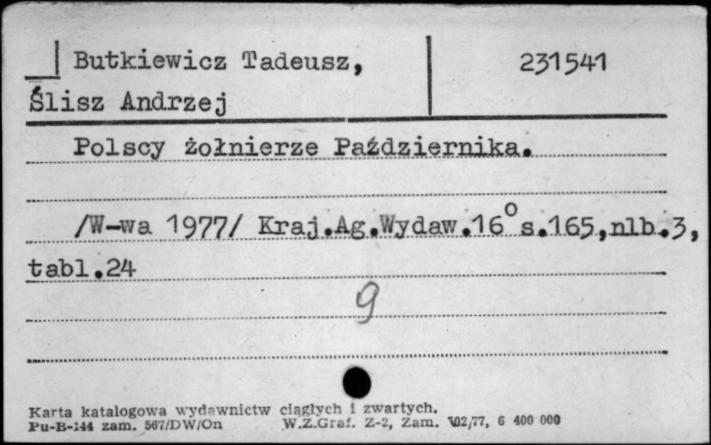 Butkiewicz Tadeusz, 231541
Ślisz Andrzej
Polscy żołnierze Października.
/W-wa 1977/ Kraj.Ag.Wydaw.16° s.165,nlb.3,
tabl.24
9
Karta katalogowa wydawnictw ciągłych i zwartych.
Pu-B-144 zam. 567/DW/On W.Z.Graf. Z-2, Zam. 102/77, 6 400 000